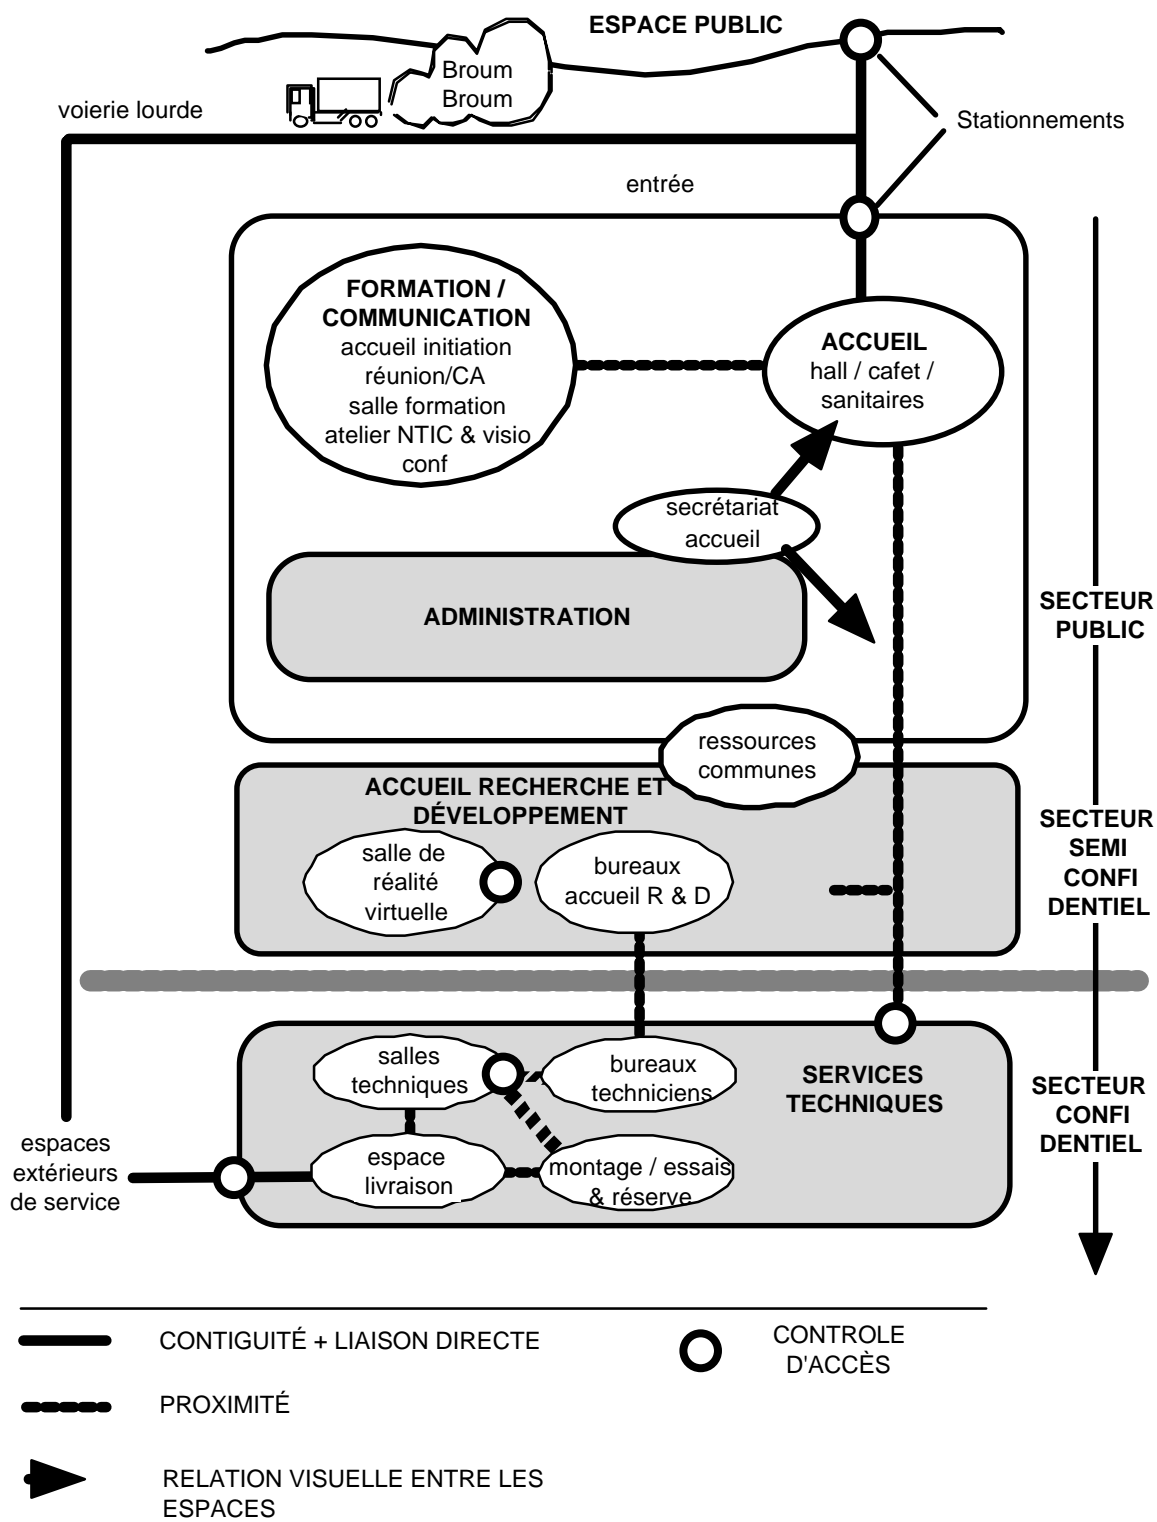 ESPACE PUBLIC
Broum
Broum
voierie lourde
Stationnements
entrée
FORMATION /
COMMUNICATION
accueil initiation
réunion/CA
salle formation
atelier NTIC & visio
conf
ACCUEIL
hall / cafet /
sanitaires
secrétariat
accueil
ADMINISTRATION
SECTEUR
PUBLIC
ressources
communes
ACCUEIL RECHERCHE ET
DÉVELOPPEMENT
salle de
réalité
virtuelle
bureaux
accueil R & D
SECTEUR
SEMI
CONFI
DENTIEL
salles
techniques
bureaux
techniciens
SERVICES
TECHNIQUES
SECTEUR
CONFI
DENTIEL
espaces
extérieurs
de service
espace
livraison
montage / essais
& réserve
CONTIGUITÉ + LIAISON DIRECTE
CONTROLE
D'ACCÈS
PROXIMITÉ
RELATION VISUELLE ENTRE LES
ESPACES